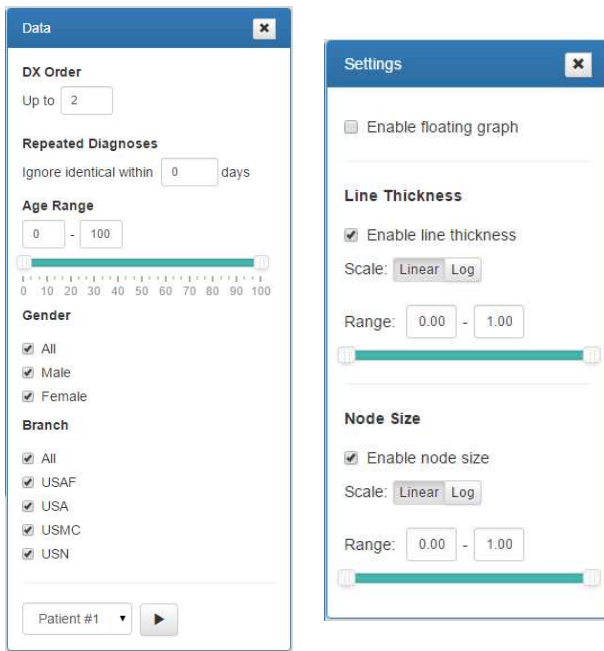 Data
DX Order
Up to 2
Repeated Diagnoses
Ignore identical within 0 days
Age Range
0 - 100
0 10 20 30 40 50 60 70 80 90 100
Gender
All
Male
Female
Branch
All
USAF
USA
USMC
USN
Patient #1
Settings
Enable floating graph
Line Thickness
Enable line thickness
Scale: Linear Log
Range: 0.00 - 1.00
Node Size
Enable node size
Scale: Linear Log
Range: 0.00 - 1.00